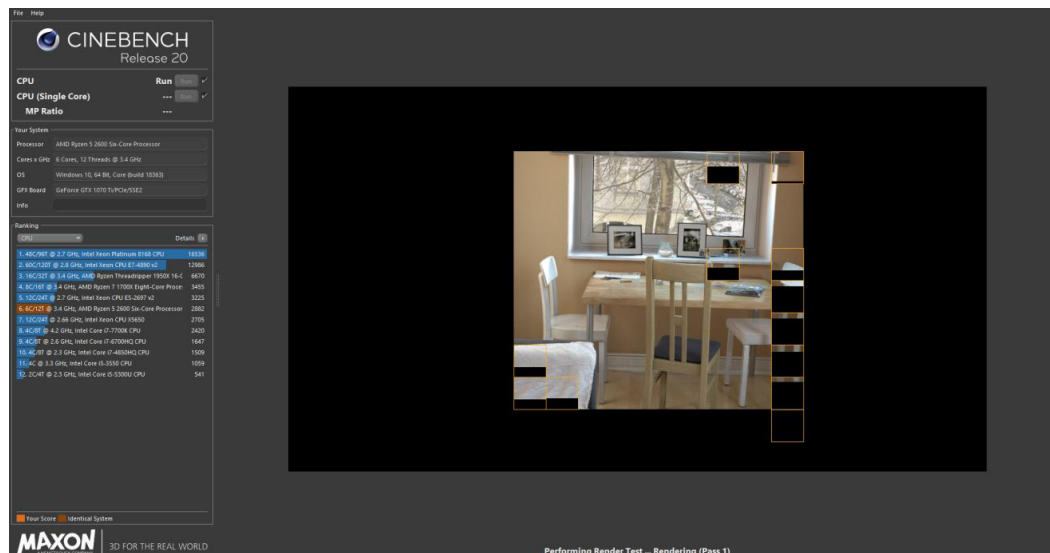 File Help
CINEBENCH
Release 20
CPU Run Run
CPU (Single Core) --- Run
MP Ratio ---
Your System
Processor AMD Ryzen 5 2600 Six-Core Processor
Cores x GHz 6 Cores, 12 Threads @ 3.4 GHz
OS Windows 10, 64 Bit, Core (build 18363)
GFX Board GeForce GTX 1070 Ti/PCIe/SSE2
Info
Ranking
CPU Details
1. 48C/96T @ 2.7 GHz, Intel Xeon Platinum 8168 CPU 18536
2. 60C/120T @ 2.8 GHz, Intel Xeon CPU E7-4890 v2 12986
3. 16C/32T @ 3.4 GHz, AMD Ryzen Threadripper 1950X 16-C 6670
4. 8C/16T @ 3.4 GHz, AMD Ryzen 7 1700X Eight-Core Proce 3455
5. 12C/24T @ 2.7 GHz, Intel Xeon CPU E5-2697 v2 3225
6. 6C/12T @ 3.4 GHz, AMD Ryzen 5 2600 Six-Core Processor 2882
7. 12C/24T @ 2.66 GHz, Intel Xeon CPU X5650 2705
8. 4C/8T @ 4.2 GHz, Intel Core i7-7700K CPU 2420
9. 4C/8T @ 2.6 GHz, Intel Core i7-6700HQ CPU 1647
10. 4C/8T @ 2.3 GHz, Intel Core i7-4850HQ CPU 1509
11. 4C @ 3.3 GHz, Intel Core i5-3550 CPU 1059
12. 2C/4T @ 2.3 GHz, Intel Core i5-5300U CPU 541
Your Score Identical System
MAXON 3D FOR THE REAL WORLD
Performing Render Test ... Rendering (Pass 1)